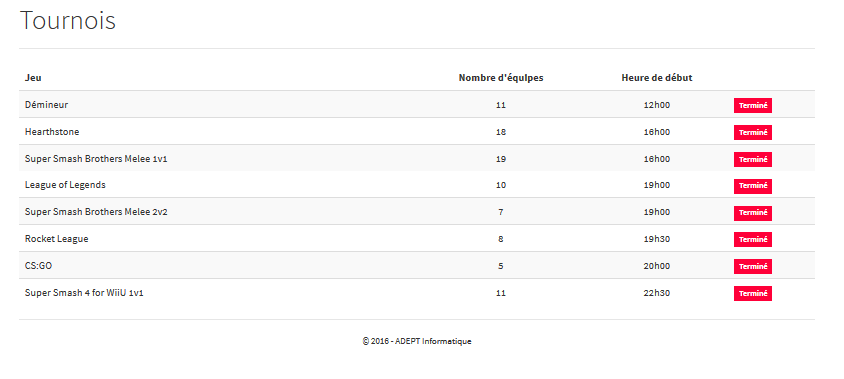 Tournois
Jeu Nombre d'équipes Heure de début
Démineur 11 12h00 Terminé
Hearthstone 18 16h00 Terminé
Super Smash Brothers Melee 1v1 19 16h00 Terminé
League of Legends 10 19h00 Terminé
Super Smash Brothers Melee 2v2 7 19h00 Terminé
Rocket League 8 19h30 Terminé
CS:GO 5 20h00 Terminé
Super Smash 4 for WiiU 1v1 11 22h30 Terminé
© 2016 - ADEPT Informatique